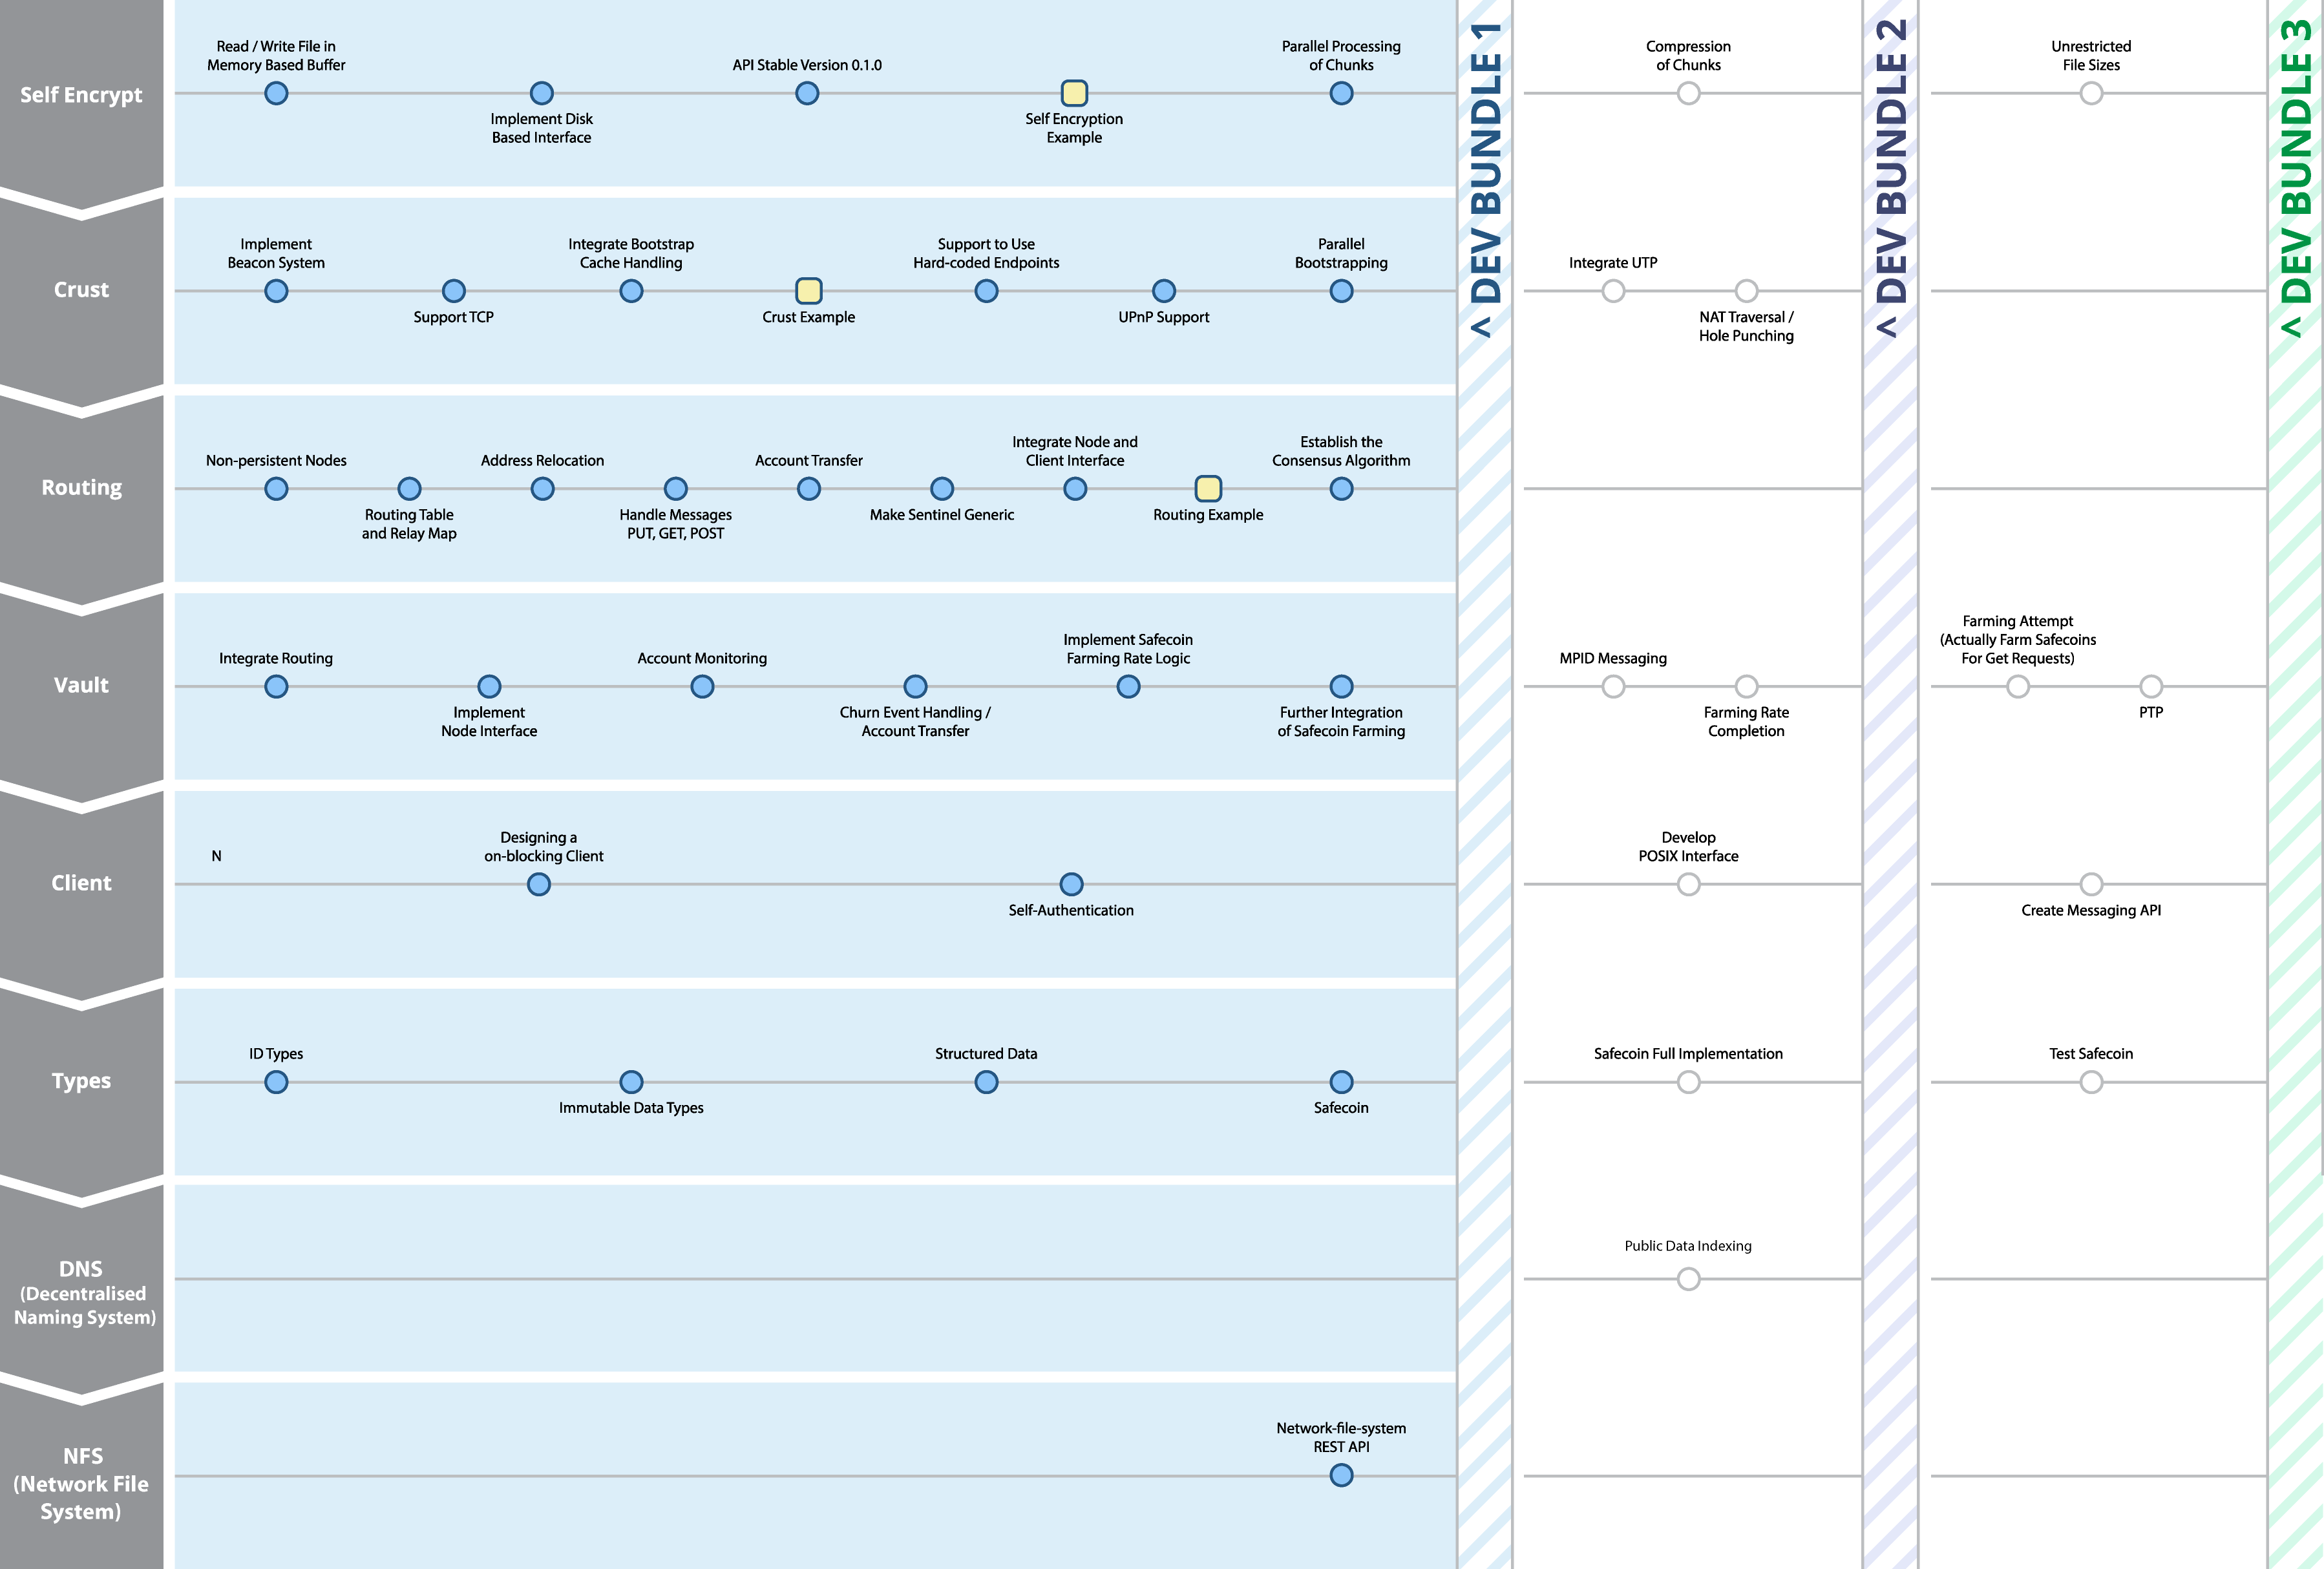 Self Encrypt
Read / Write File in
Memory Based Buffer
Implement Disk
Based Interface
API Stable Version 0.1.0
Self Encryption
Example
Parallel Processing
of Chunks
< DEV BUNDLE 1
Compression
of Chunks
< DEV BUNDLE 2
Unrestricted
File Sizes
< DEV BUNDLE 3
Crust
Implement
Beacon System
Support TCP
Integrate Bootstrap
Cache Handling
Crust Example
Support to Use
Hard-coded Endpoints
UPnP Support
Parallel
Bootstrapping
Integrate UTP
NAT Traversal /
Hole Punching
Routing
Non-persistent Nodes
Routing Table
and Relay Map
Address Relocation
Handle Messages
PUT, GET, POST
Account Transfer
Make Sentinel Generic
Integrate Node and
Client Interface
Routing Example
Establish the
Consensus Algorithm
Vault
Integrate Routing
Implement
Node Interface
Account Monitoring
Churn Event Handling /
Account Transfer
Implement Safecoin
Farming Rate Logic
Further Integration
of Safecoin Farming
MPID Messaging
Farming Rate
Completion
Farming Attempt
(Actually Farm Safecoins
For Get Requests)
PTP
Client
N
Designing a
on-blocking Client
Self-Authentication
Develop
POSIX Interface
Create Messaging API
Types
ID Types
Immutable Data Types
Structured Data
Safecoin
Safecoin Full Implementation
Test Safecoin
DNS
(Decentralised
Naming System)
Public Data Indexing
NFS
(Network File
System)
Network-file-system
REST API